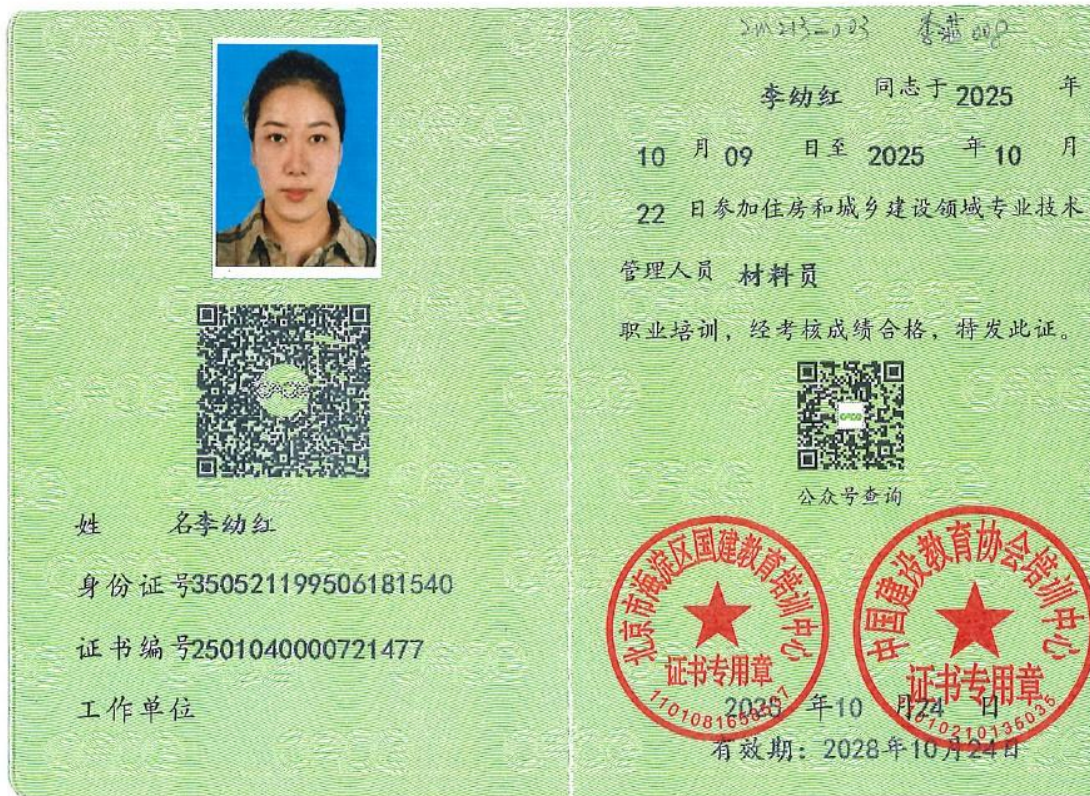 2M213-003
李幼红 同志于 2025 年
10 月 09 日至 2025 年 10 月
22 日参加住房和城乡建设领域专业技术
管理人员 材料员
职业培训，经考核成绩合格，特发此证。
公众号查询
姓 名李幼红
身份证号350521199506181540
证书编号2501040000721477
工作单位
北京市海淀区国建教育培训中心
证书专用章
中国建设教育协会培训中心
证书专用章
2025 年10 月24 日
有效期：2028年10月24日